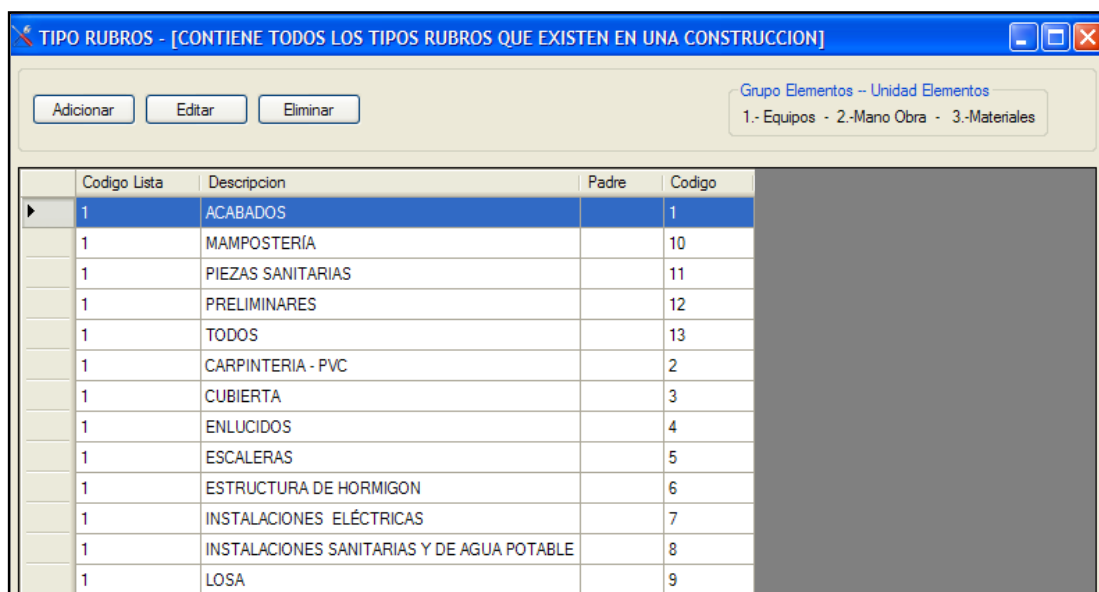 TIPO RUBROS - [CONTIENE TODOS LOS TIPOS RUBROS QUE EXISTEN EN UNA CONSTRUCCION]
Adicionar Editar Eliminar
Grupo Elementos -- Unidad Elementos
1.- Equipos - 2.-Mano Obra - 3.-Materiales
Codigo Lista Descripcion Padre Codigo
1 ACABADOS 1
1 MAMPOSTERÍA 10
1 PIEZAS SANITARIAS 11
1 PRELIMINARES 12
1 TODOS 13
1 CARPINTERIA - PVC 2
1 CUBIERTA 3
1 ENLUCIDOS 4
1 ESCALERAS 5
1 ESTRUCTURA DE HORMIGON 6
1 INSTALACIONES ELÉCTRICAS 7
1 INSTALACIONES SANITARIAS Y DE AGUA POTABLE 8
1 LOSA 9